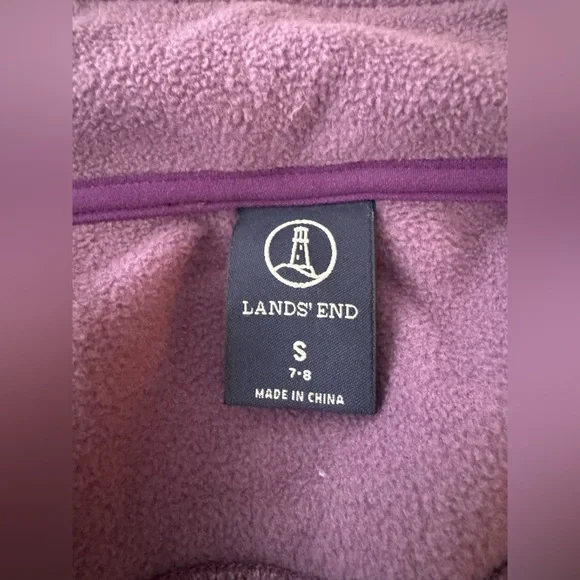 LANDS' END
S
7•8
MADE IN CHINA